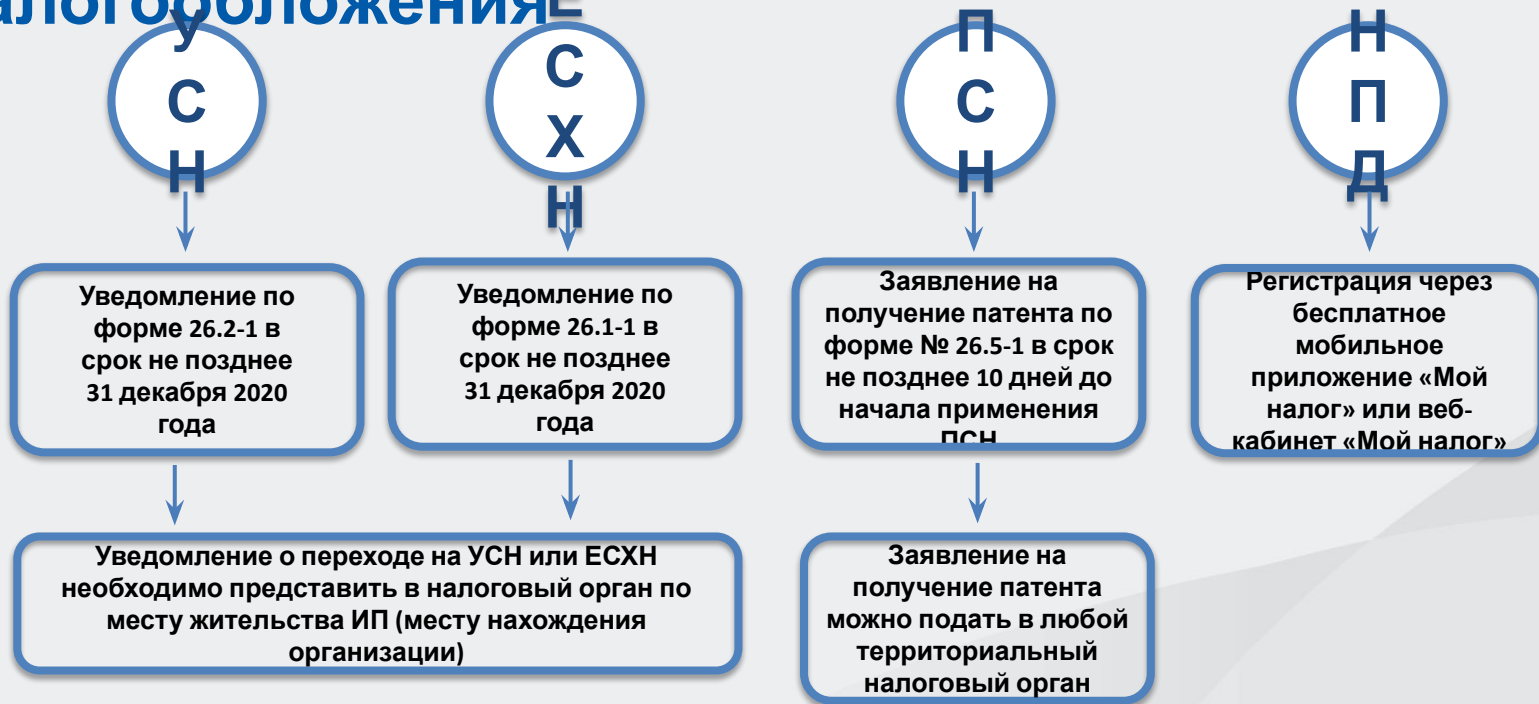 алогообложения
У
С
Н
Е
С
Х
Н
П
С
Н
Н
П
Д
Уведомление по
форме 26.2-1 в
срок не позднее
31 декабря 2020
года
Уведомление по
форме 26.1-1 в
срок не позднее
31 декабря 2020
года
Заявление на
получение патента по
форме № 26.5-1 в срок
не позднее 10 дней до
начала применения
ПСН
Регистрация через
бесплатное
мобильное
приложение «Мой
налог» или веб-
кабинет «Мой налог»
Уведомление о переходе на УСН или ЕСХН
необходимо представить в налоговый орган по
месту жительства ИП (месту нахождения
организации)
Заявление на
получение патента
можно подать в любой
территориальный
налоговый орган